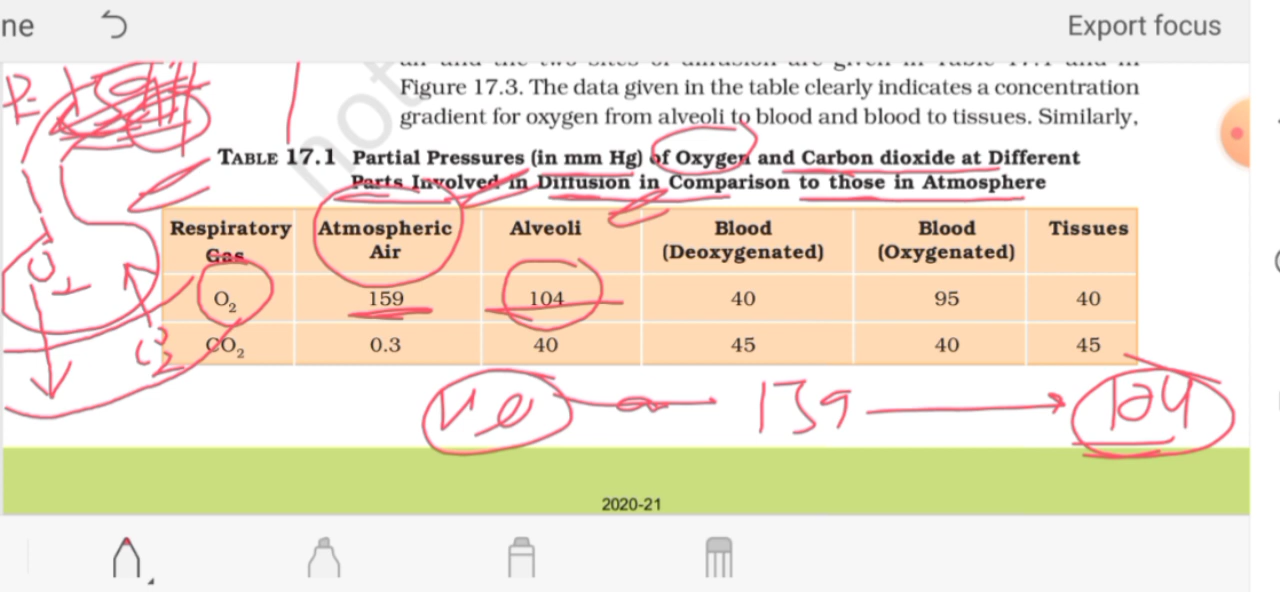 ne Export focus
Figure 17.3. The data given in the table clearly indicates a concentration
gradient for oxygen from alveoli to blood and blood to tissues. Similarly,
not
TABLE 17.1 Partial Pressures (in mm Hg) of Oxygen and Carbon dioxide at Different
Parts Involved in Diffusion in Comparison to those in Atmosphere
Respiratory Gas Atmospheric Air Alveoli Blood (Deoxygenated) Blood (Oxygenated) Tissues
O₂ 159 104 40 95 40
CO₂ 0.3 40 45 40 45
159 104
2020-21